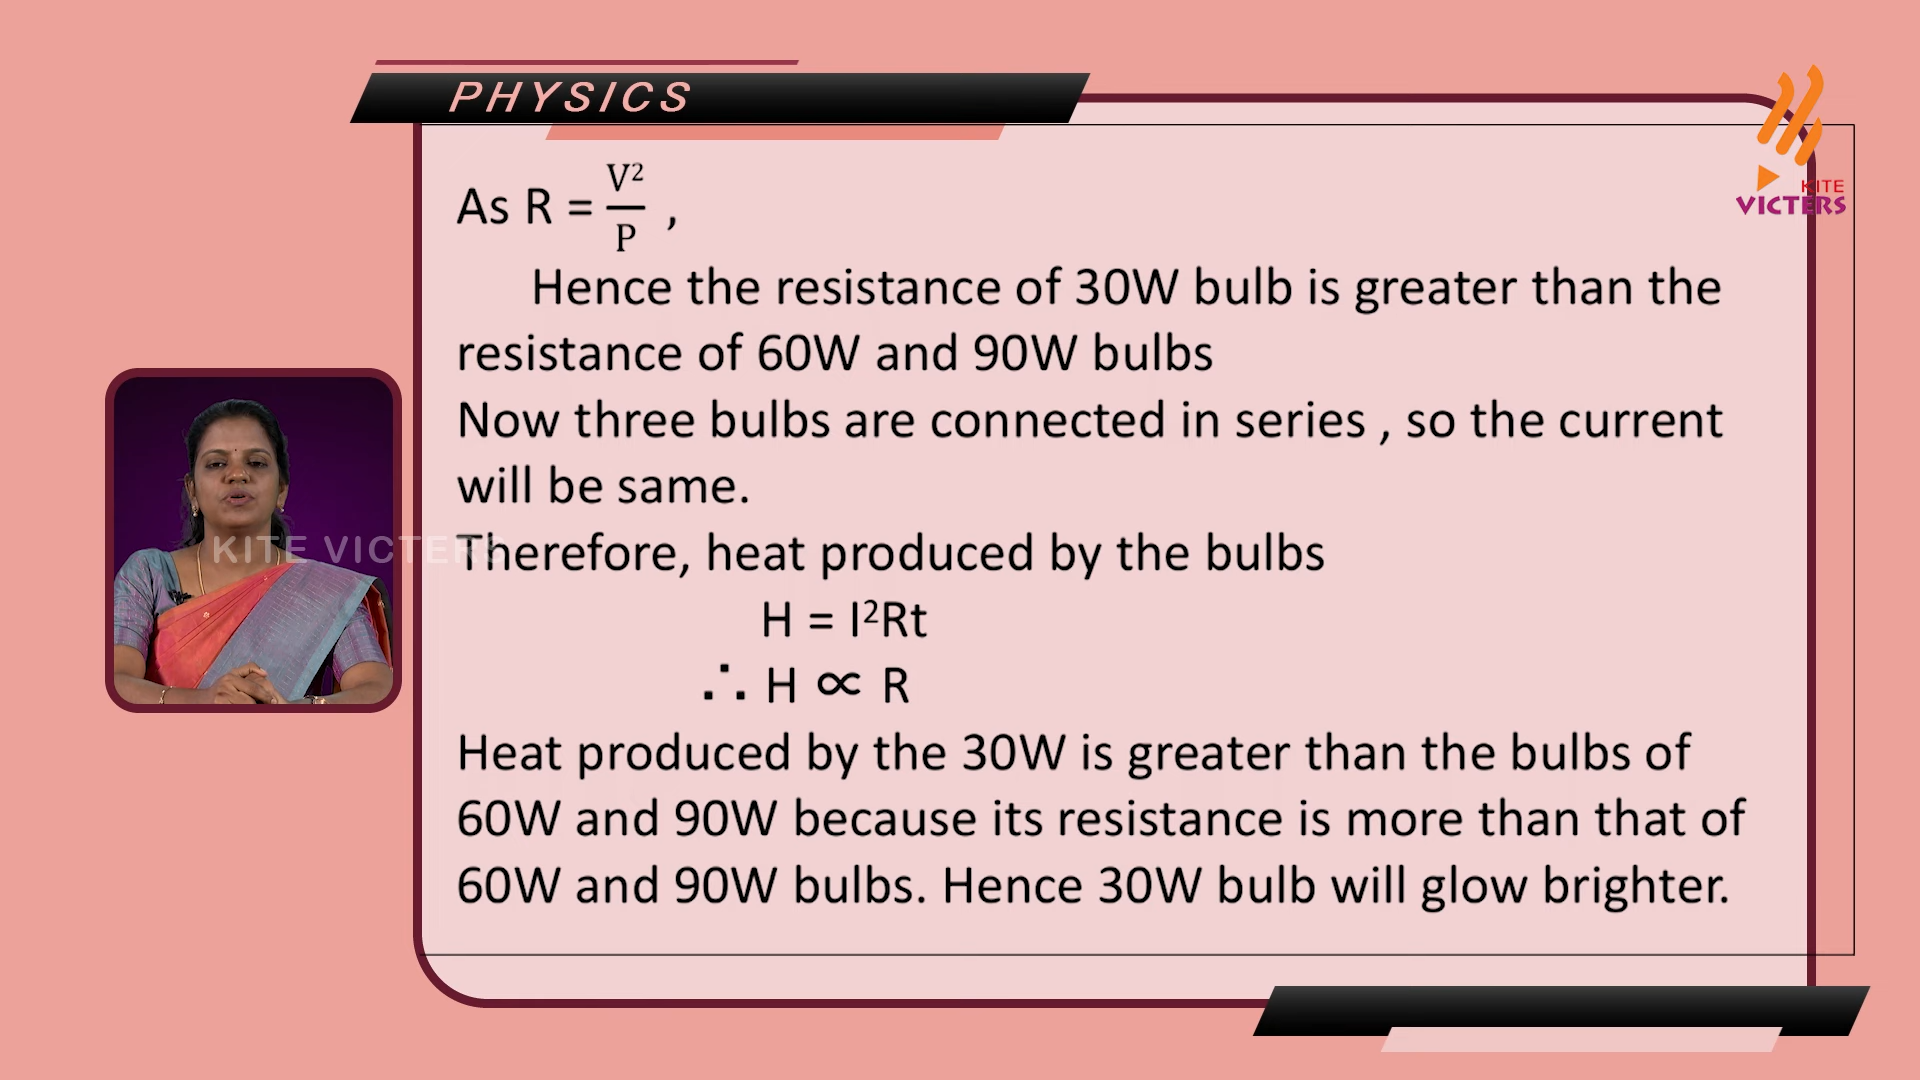 PHYSICS
KITE
VICTERS
As R = V²/P ,
Hence the resistance of 30W bulb is greater than the
resistance of 60W and 90W bulbs
Now three bulbs are connected in series , so the current
will be same.
KITE VICTERS
Therefore, heat produced by the bulbs
H = I²Rt
∴ H ∝ R
Heat produced by the 30W is greater than the bulbs of
60W and 90W because its resistance is more than that of
60W and 90W bulbs. Hence 30W bulb will glow brighter.